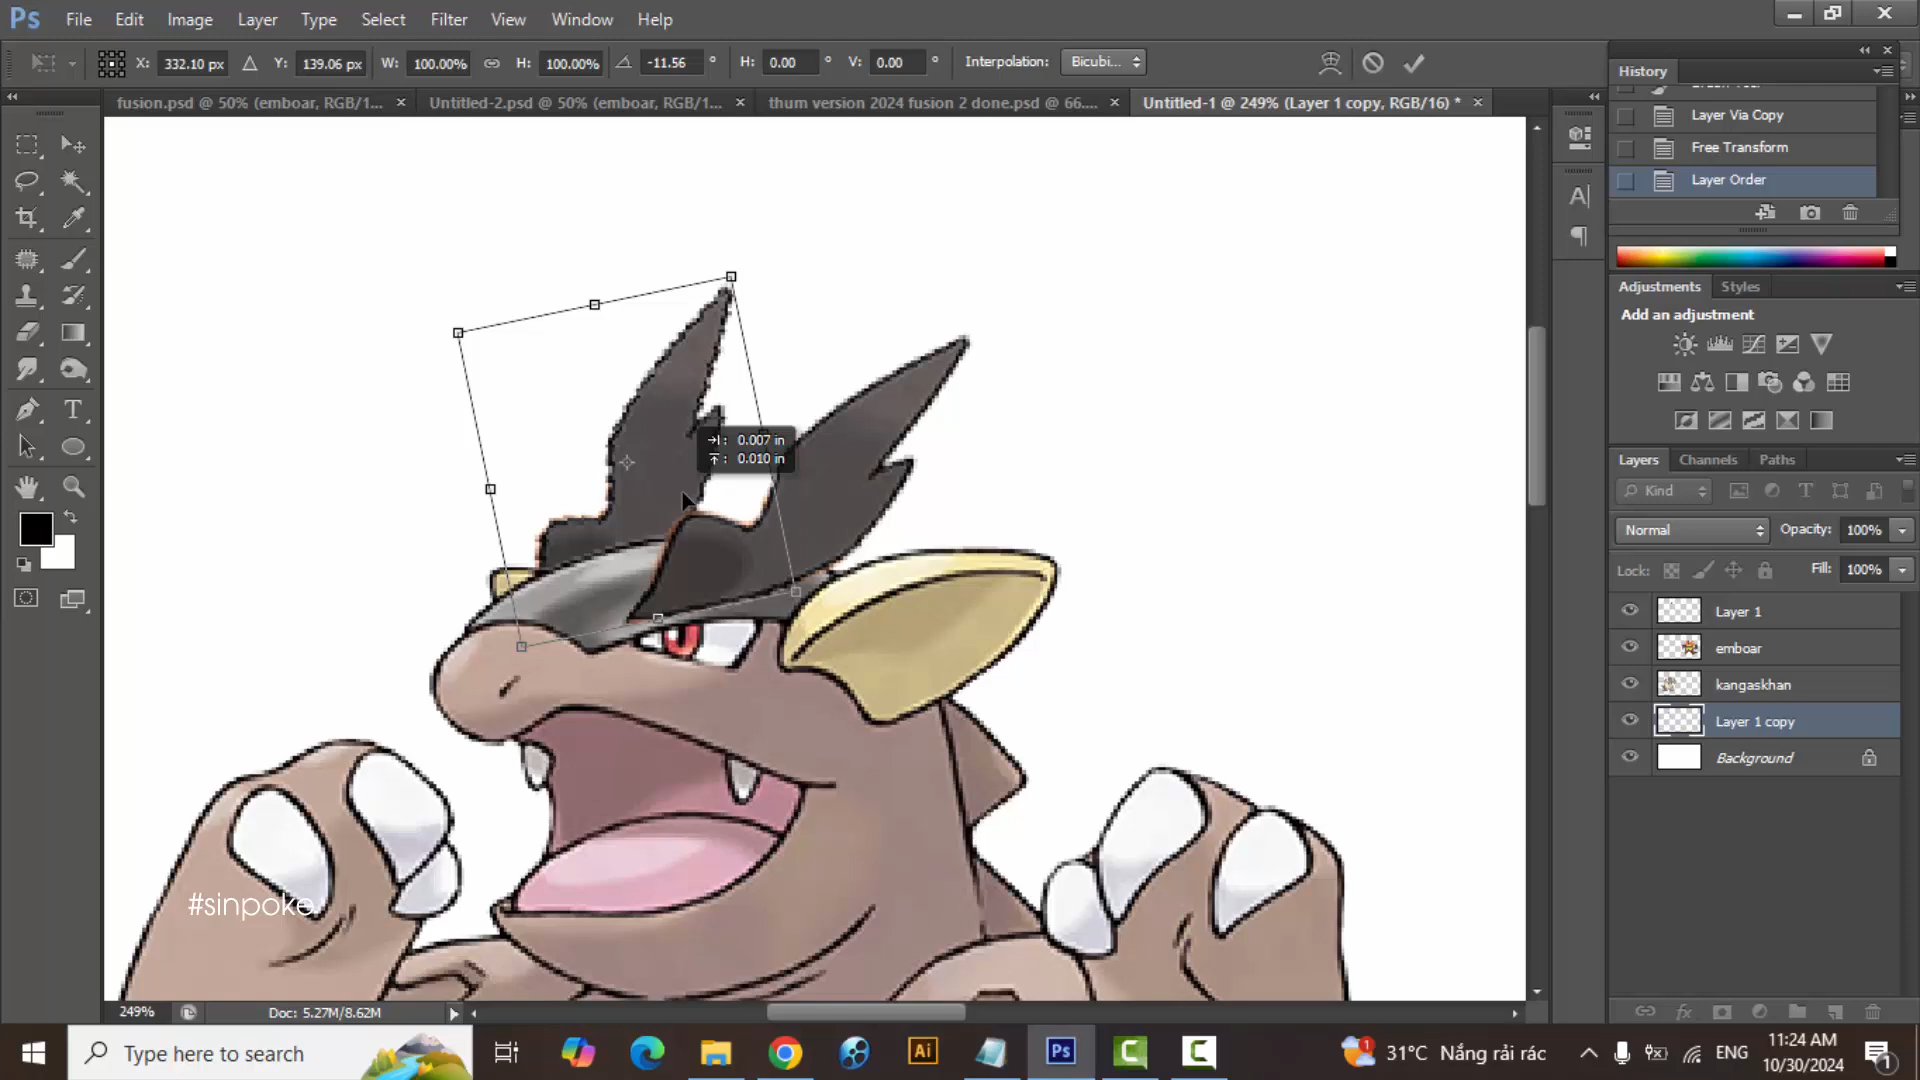 Ps File Edit Image Layer Type Select Filter View Window Help
X: 332.10 px Y: 139.06 px W: 100.00% H: 100.00% -11.56 ° H: 0.00 ° V: 0.00 ° Interpolation: Bicubi...
fusion.psd @ 50% (emboar, RGB/1... × Untitled-2.psd @ 50% (emboar, RGB/1... × thum version 2024 fusion 2 done.psd @ 66.... × Untitled-1 @ 249% (Layer 1 copy, RGB/16) * ×
History
Layer Via Copy
Free Transform
Layer Order
Adjustments Styles
Add an adjustment
Layers Channels Paths
Kind
Normal Opacity: 100%
Lock: Fill: 100%
Layer 1
emboar
kangaskhan
Layer 1 copy
Background
: 0.007 in
: 0.010 in
#sinpoke
249% Doc: 5.27M/8.62M
Type here to search
Ai Ps
1 31°C Nắng rải rác ENG
11:24 AM
10/30/2024
1